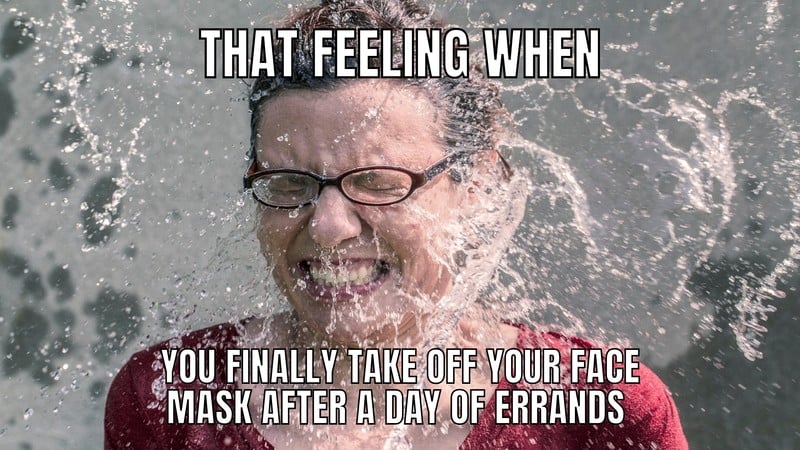 THAT FEELING WHEN
YOU FINALLY TAKE OFF YOUR FACE
MASK AFTER A DAY OF ERRANDS